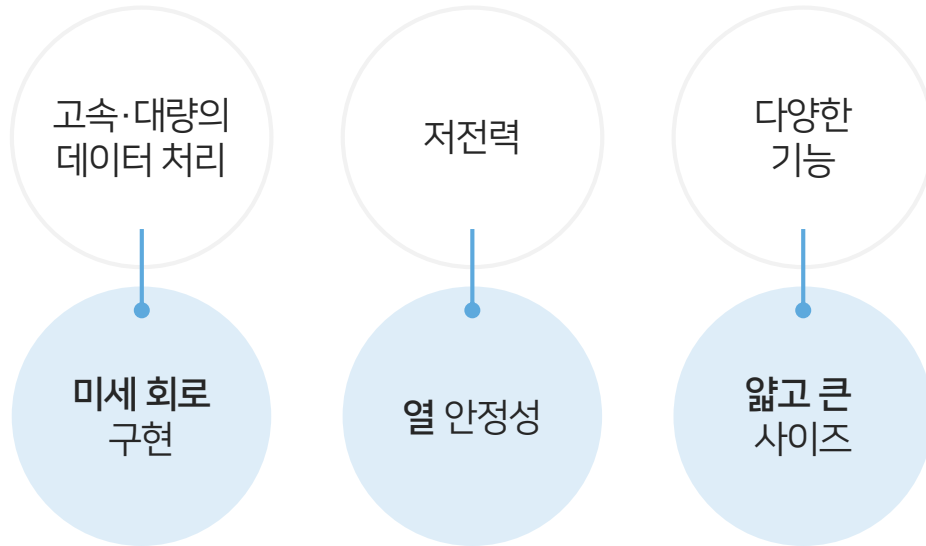 고속·대량의
데이터 처리
저전력
다양한
기능
미세 회로
구현
열 안정성
얇고 큰
사이즈